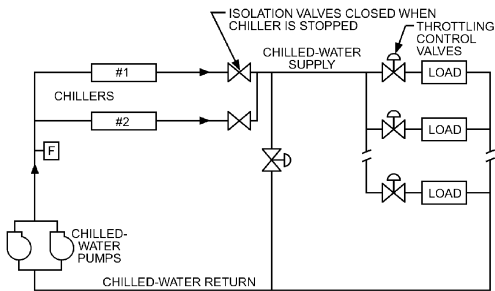 ISOLATION VALVES CLOSED WHEN
CHILLER IS STOPPED
THROTTLING
CONTROL
VALVES
CHILLED-WATER
SUPPLY
#1
LOAD
CHILLERS
#2
LOAD
F
LOAD
CHILLED-
WATER
PUMPS
CHILLED-WATER RETURN